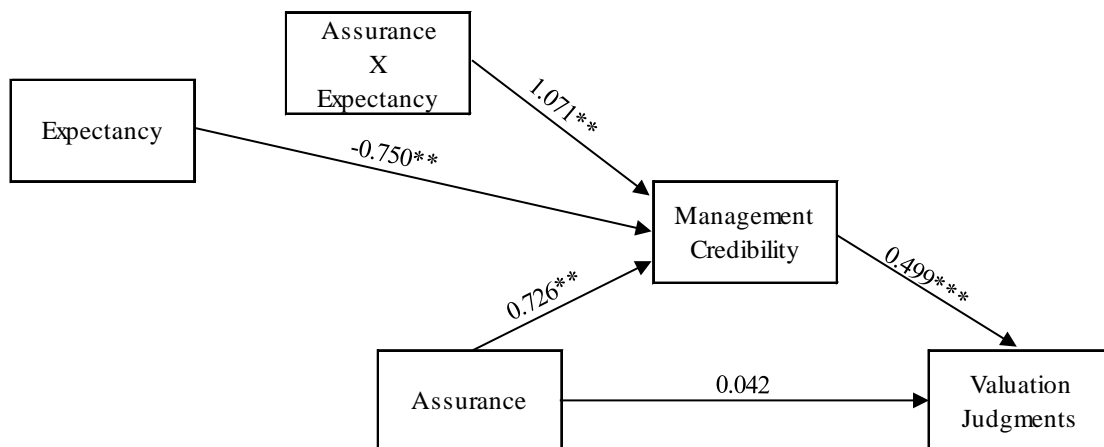 Assurance
X
Expectancy
Expectancy
1.071**
-0.750**
Management
Credibility
0.726**
0.499***
Assurance
0.042
Valuation
Judgments